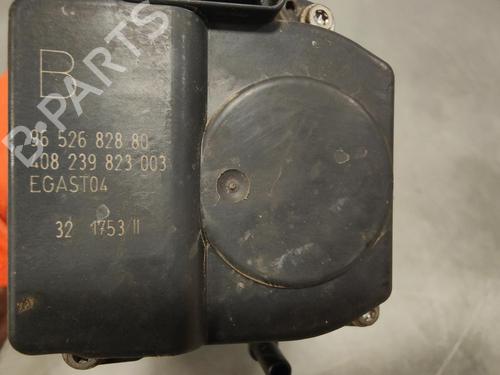 B
96 526 828 80
408 239 823 003
EGAST04
32 1753 II
B-PARTS